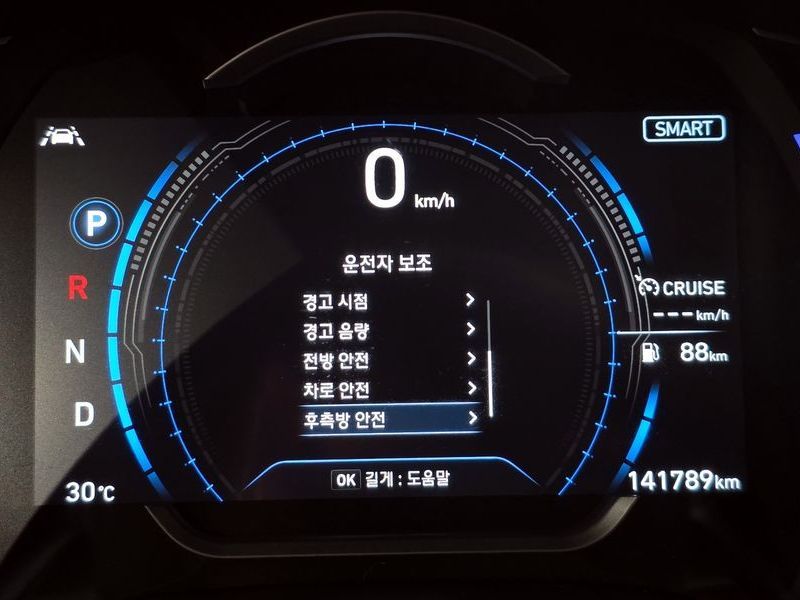 SMART
0 km/h
P
R
N
D
운전자 보조
경고 시점
경고 음량
전방 안전
차로 안전
후측방 안전
OK 길게 : 도움말
CRUISE
--- km/h
88km
30°C
141789km